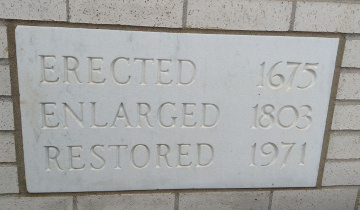 ERECTED 1675
ENLARGED 1803
RESTORED 1971